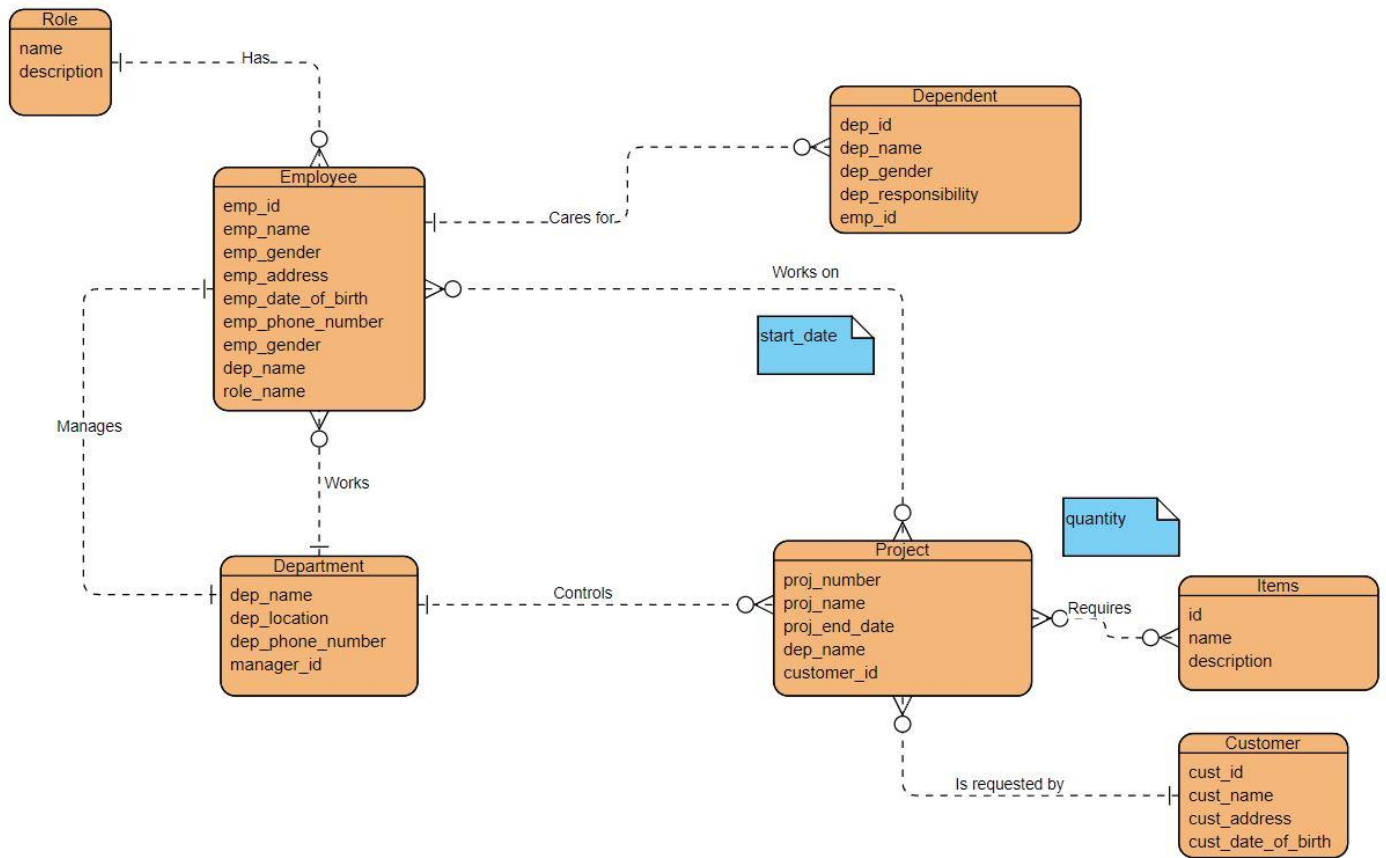 Role
name
description
Has
Dependent
dep_id
dep_name
dep_gender
dep_responsibility
emp_id
Employee
emp_id
emp_name
emp_gender
emp_address
emp_date_of_birth
emp_phone_number
emp_gender
dep_name
role_name
Cares for
Works on
start_date
Manages
Works
quantity
Department
dep_name
dep_location
dep_phone_number
manager_id
Controls
Project
proj_number
proj_name
proj_end_date
dep_name
customer_id
Requires
Items
id
name
description
Is requested by
Customer
cust_id
cust_name
cust_address
cust_date_of_birth